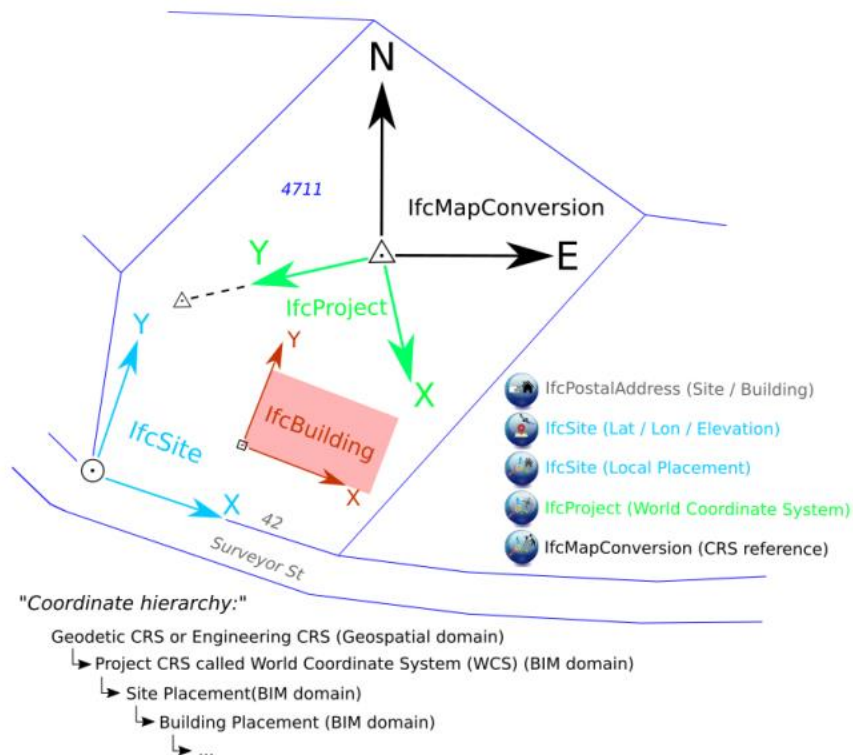 N
4711
IfcMapConversion
E
Y
IfcProject
X
Y
IfcSite
X
Y
IfcBuilding
X
42
Surveyor St
IfcPostalAddress (Site / Building)
IfcSite (Lat / Lon / Elevation)
IfcSite (Local Placement)
IfcProject (World Coordinate System)
IfcMapConversion (CRS reference)
"Coordinate hierarchy:"
Geodetic CRS or Engineering CRS (Geospatial domain)
Project CRS called World Coordinate System (WCS) (BIM domain)
Site Placement(BIM domain)
Building Placement (BIM domain)
...